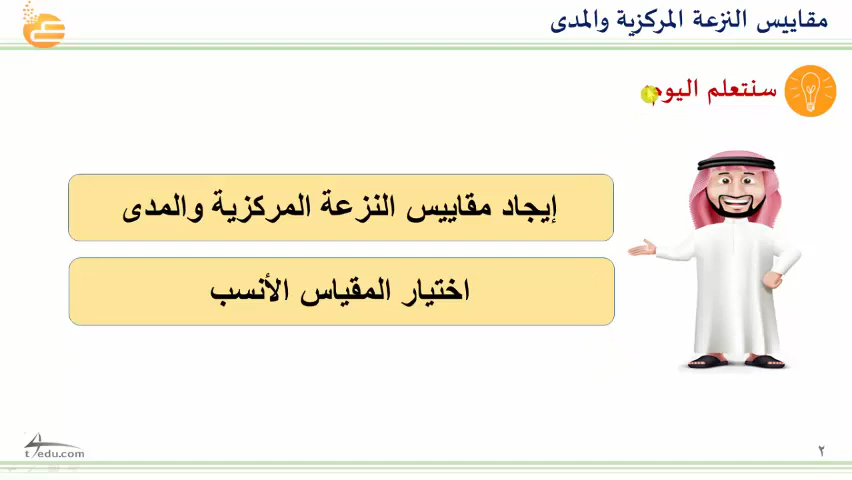 مقاييس النزعة المركزية والمدى
سنتعلم اليوم
إيجاد مقاييس النزعة المركزية والمدى
اختيار المقياس الأنسب
t4edu.com
٢